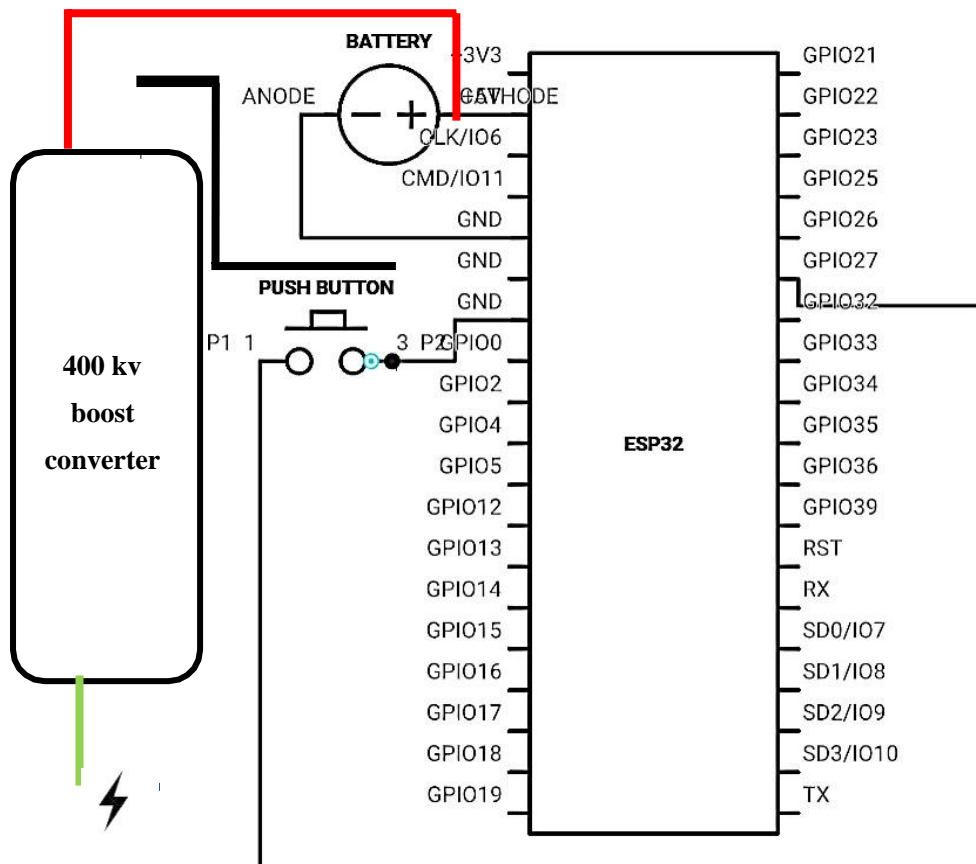 BATTERY
ANODE
CATHODE
+5V
PUSH BUTTON
P1 1
3 P2
400 kv
boost
converter
-3V3
CLK/IO6
CMD/IO11
GND
GND
GND
GPIO0
GPIO2
GPIO4
GPIO5
GPIO12
GPIO13
GPIO14
GPIO15
GPIO16
GPIO17
GPIO18
GPIO19
ESP32
GPIO21
GPIO22
GPIO23
GPIO25
GPIO26
GPIO27
GPIO32
GPIO33
GPIO34
GPIO35
GPIO36
GPIO39
RST
RX
SD0/IO7
SD1/IO8
SD2/IO9
SD3/IO10
TX